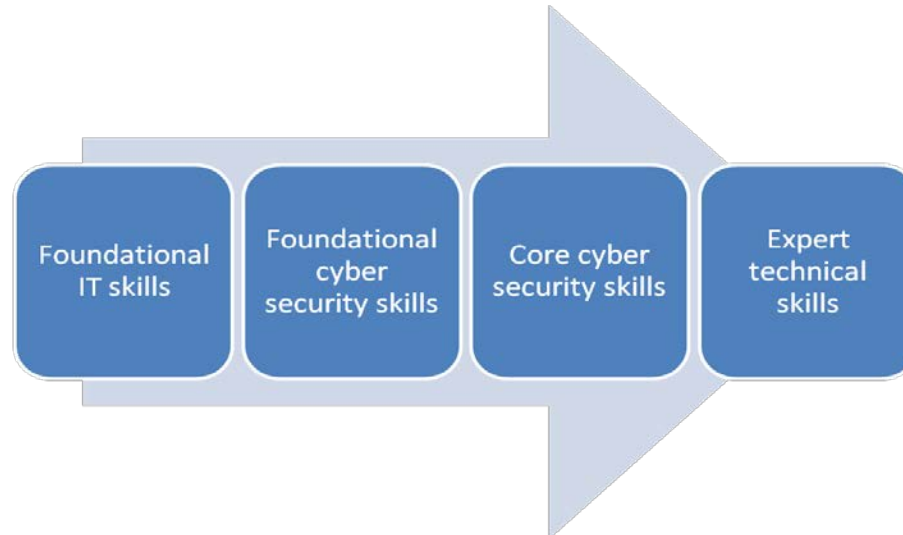 Foundational
IT skills
Foundational
cyber
security skills
Core cyber
security skills
Expert
technical
skills